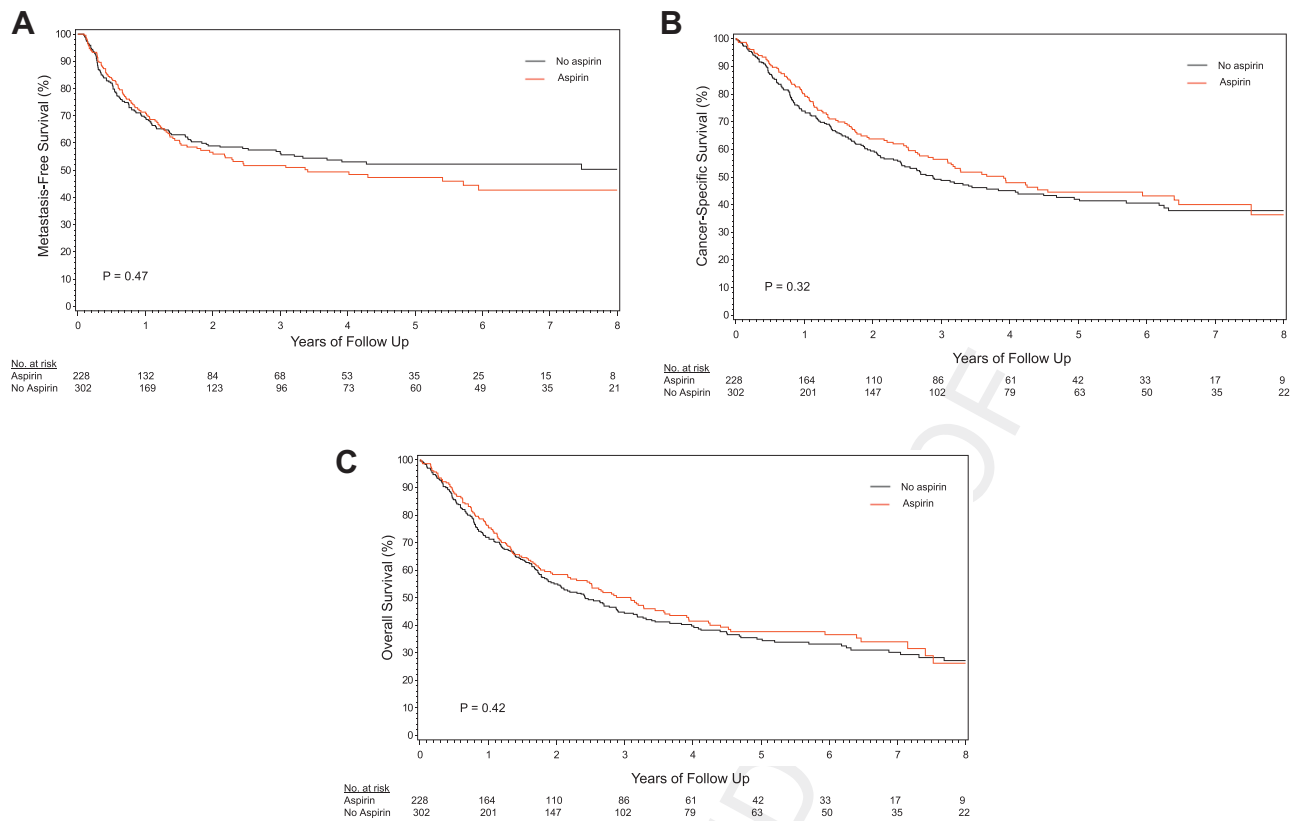 A
Metastasis-Free Survival (%)
100
90
80
70
60
50
40
30
20
10
0
No aspirin
Aspirin
P = 0.47
0 1 2 3 4 5 6 7 8
Years of Follow Up
No. at risk
Aspirin 228 132 84 68 53 35 25 15 8
No Aspirin 302 169 123 96 73 60 49 35 21
B
Cancer-Specific Survival (%)
100
90
80
70
60
50
40
30
20
10
0
No aspirin
Aspirin
P = 0.32
0 1 2 3 4 5 6 7 8
Years of Follow Up
No. at risk
Aspirin 228 164 110 86 61 42 33 17 9
No Aspirin 302 201 147 102 79 63 50 35 22
C
Overall Survival (%)
100
90
80
70
60
50
40
30
20
10
0
No aspirin
Aspirin
P = 0.42
0 1 2 3 4 5 6 7 8
Years of Follow Up
No. at risk
Aspirin 228 164 110 86 61 42 33 17 9
No Aspirin 302 201 147 102 79 63 50 35 22